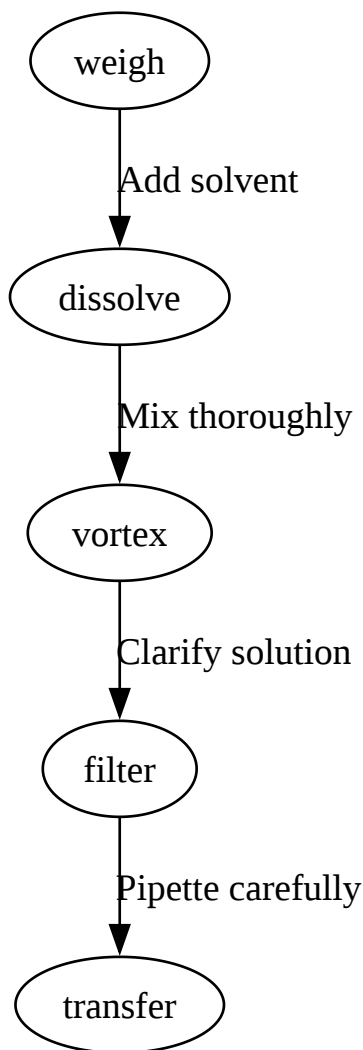 weigh
Add solvent
dissolve
Mix thoroughly
vortex
Clarify solution
filter
Pipette carefully
transfer